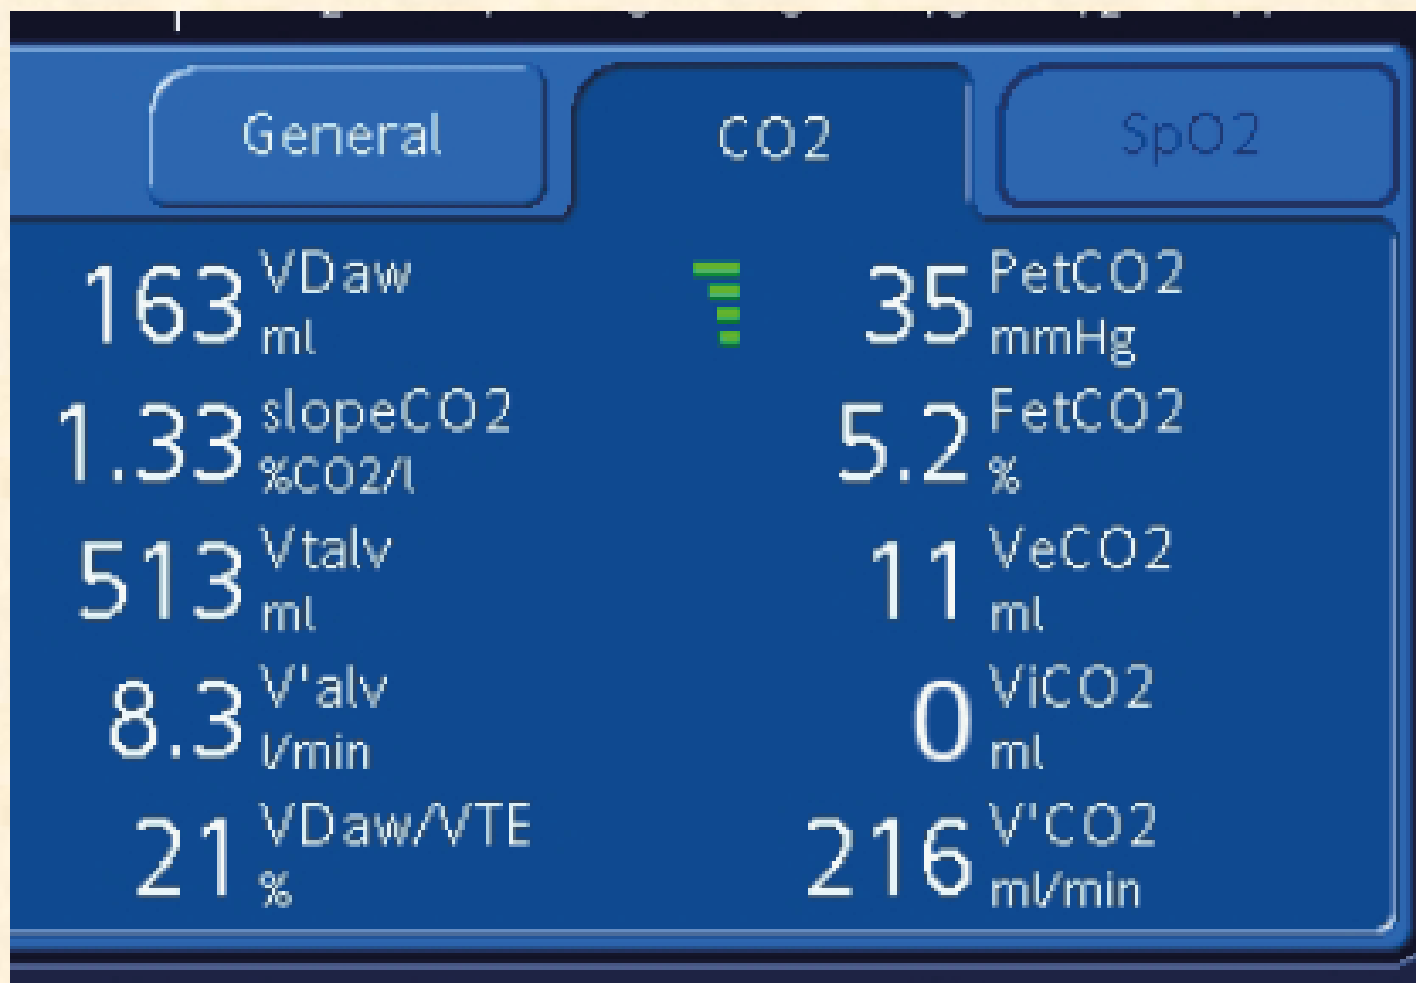 General CO2 SpO2
163 VDaw ml 35 PetCO2 mmHg
1.33 slopeCO2 %CO2/l 5.2 FetCO2 %
513 Vtalv ml 11 VeCO2 ml
8.3 V'alv l/min 0 ViCO2 ml
21 VDaw/VTE % 216 V'CO2 ml/min